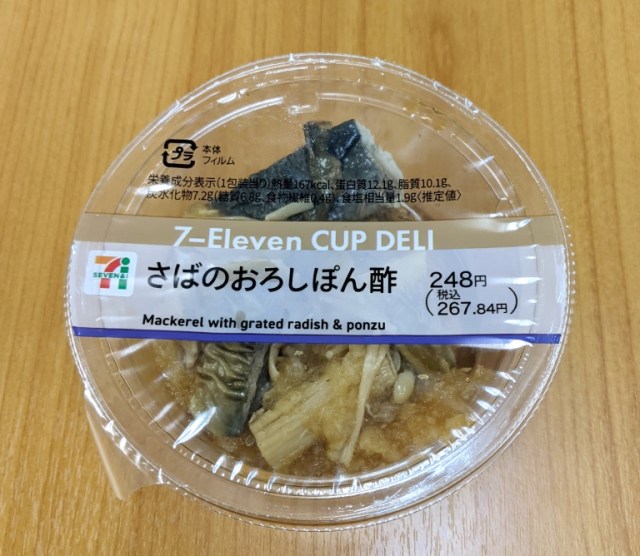 プラ
本体
フィルム
栄養成分表示(1包装当り)熱量167kcal、蛋白質12.1g、脂質10.1g、
炭水化物7.2g(糖質6.8g、食物繊維0.4g)、食塩相当量1.9g〈推定値〉
7-Eleven CUP DELI
SEVEN&i
さばのおろしぽん酢
248円
(税込
267.84円)
Mackerel with grated radish & ponzu